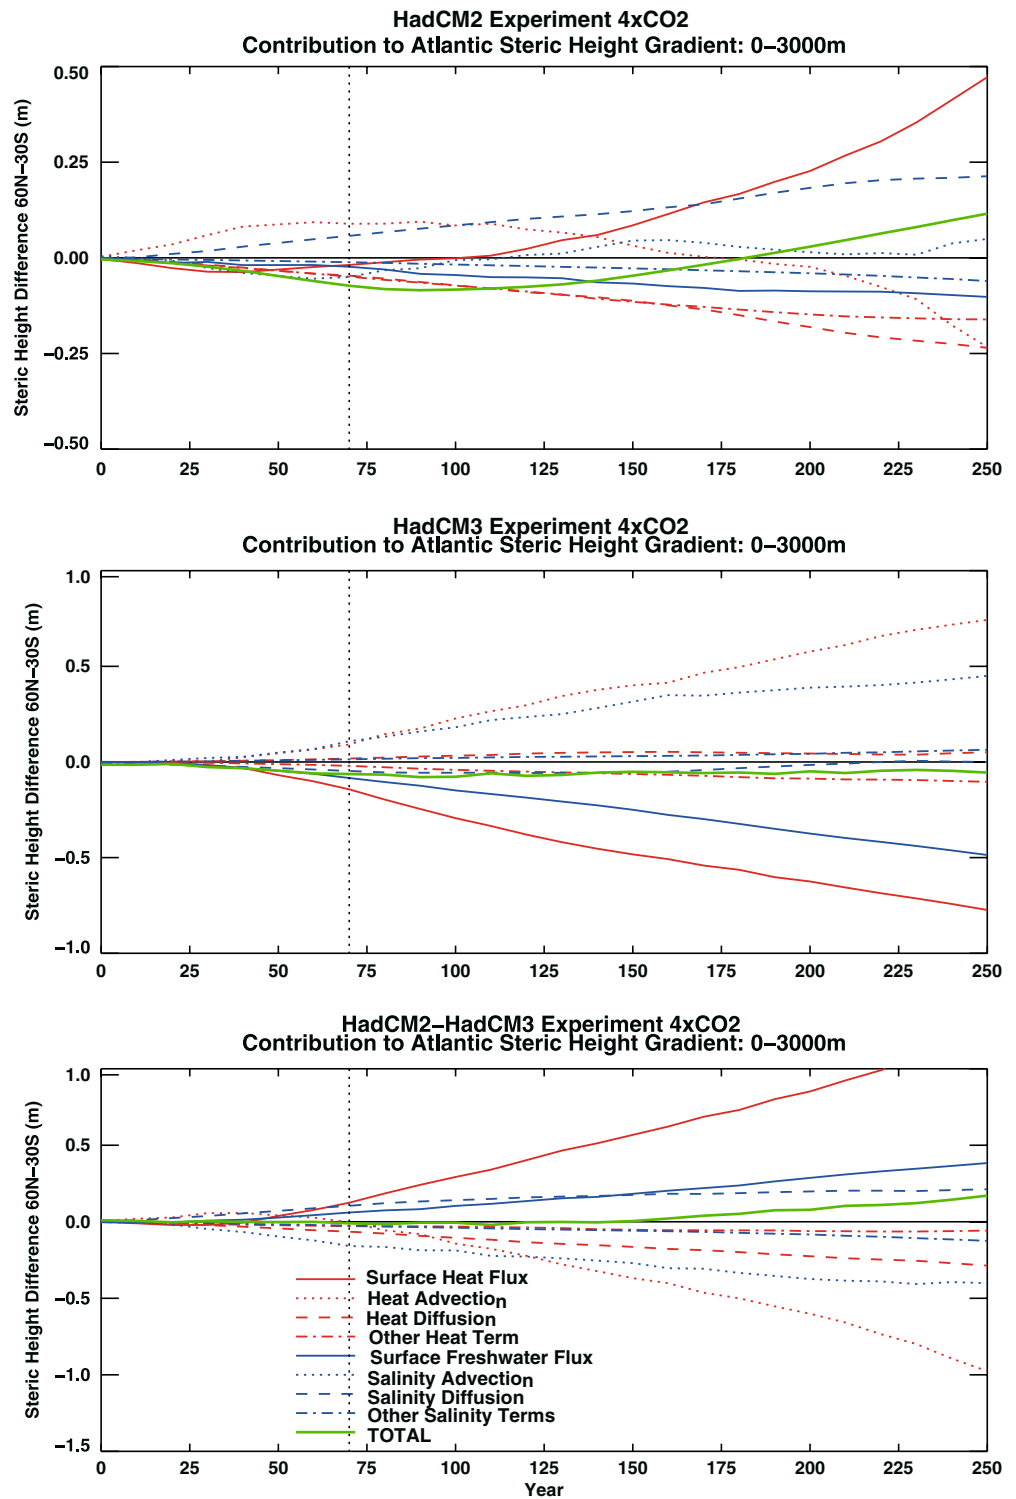 HadCM2 Experiment 4xCO2
Contribution to Atlantic Steric Height Gradient: 0–3000m
Steric Height Difference 60N–30S (m)
0.50
0.25
0.00
–0.25
–0.50
0 25 50 75 100 125 150 175 200 225 250
HadCM3 Experiment 4xCO2
Contribution to Atlantic Steric Height Gradient: 0–3000m
Steric Height Difference 60N–30S (m)
1.0
0.5
0.0
–0.5
–1.0
0 25 50 75 100 125 150 175 200 225 250
HadCM2–HadCM3 Experiment 4xCO2
Contribution to Atlantic Steric Height Gradient: 0–3000m
Steric Height Difference 60N–30S (m)
1.0
0.5
0.0
–0.5
–1.0
–1.5
Surface Heat Flux
Heat Advection
Heat Diffusion
Other Heat Term
Surface Freshwater Flux
Salinity Advection
Salinity Diffusion
Other Salinity Terms
TOTAL
0 25 50 75 100 125 150 175 200 225 250
Year